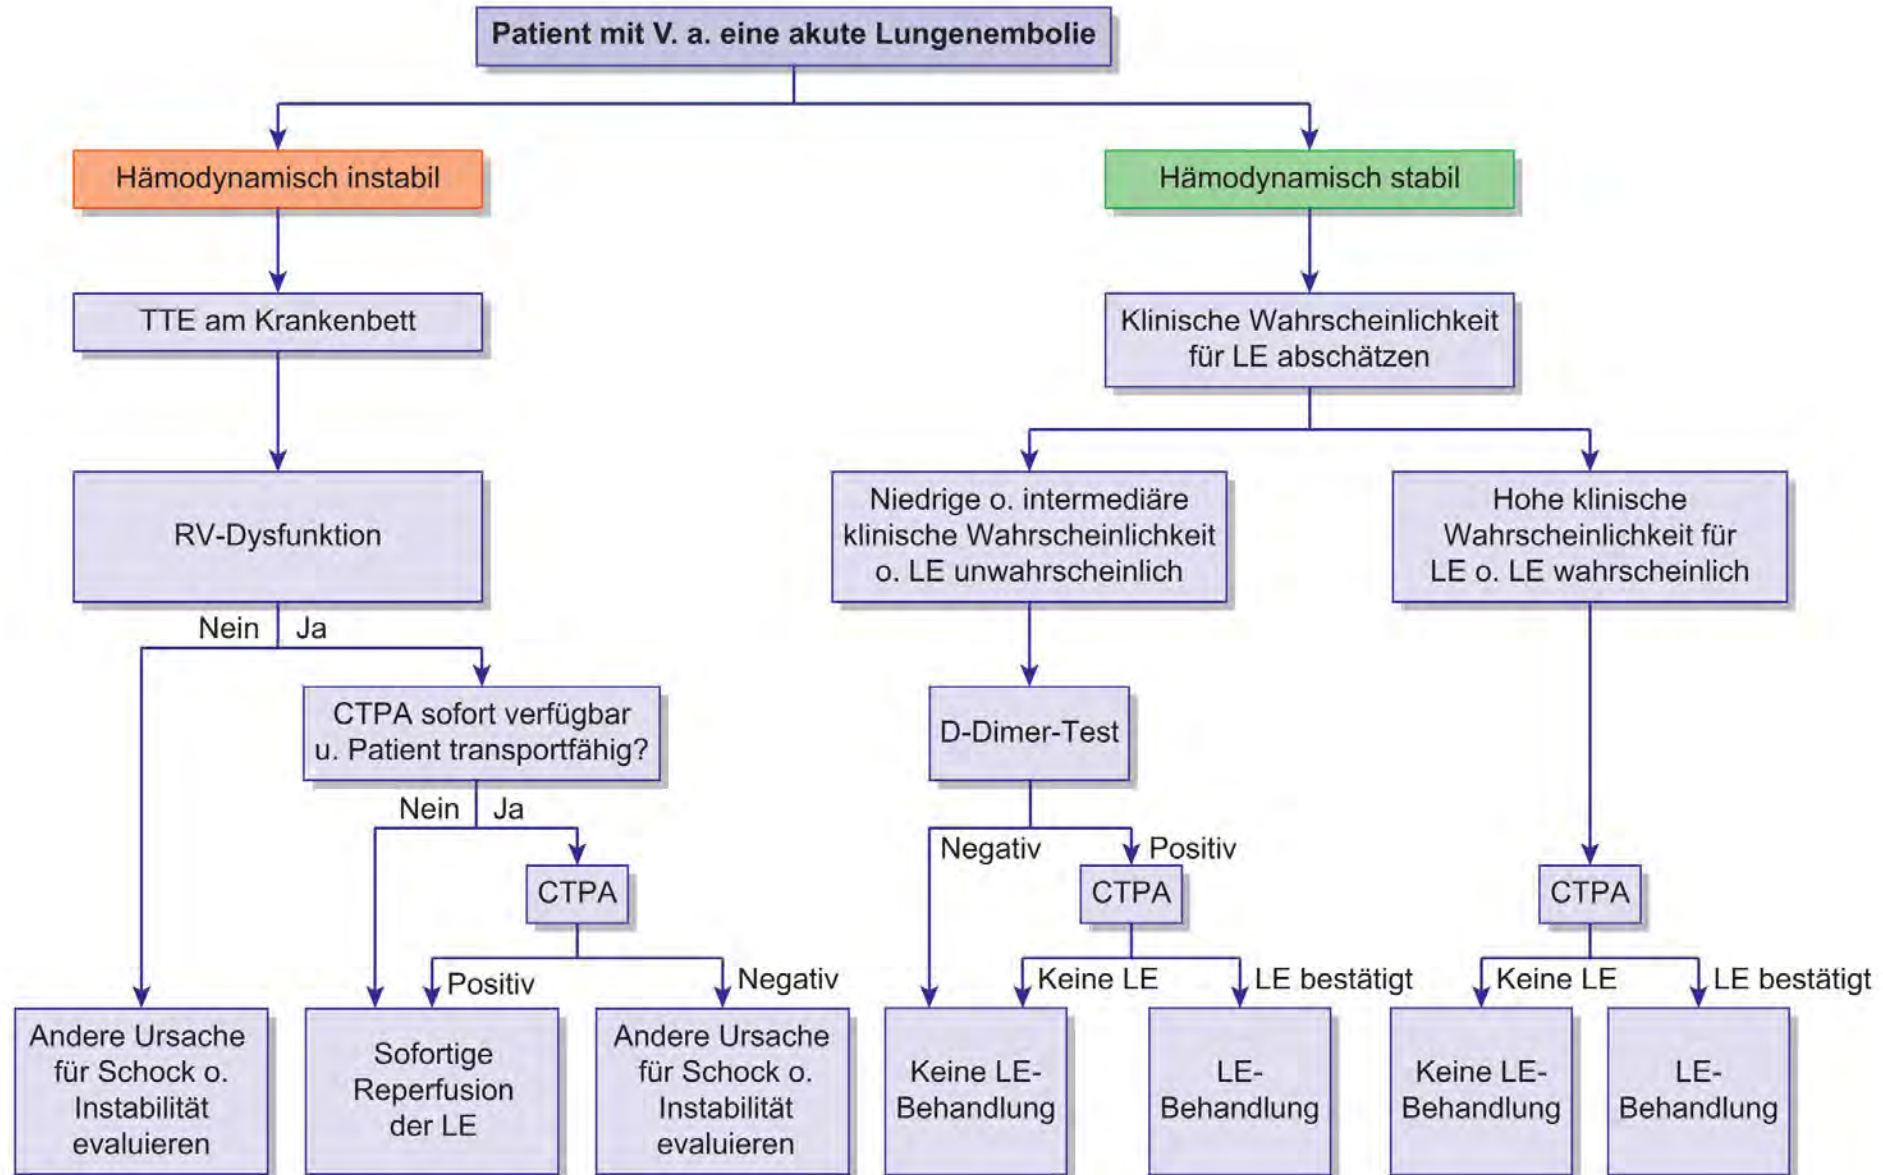 Patient mit V. a. eine akute Lungenembolie
Hämodynamisch instabil
Hämodynamisch stabil
TTE am Krankenbett
Klinische Wahrscheinlichkeit
für LE abschätzen
RV-Dysfunktion
Niedrige o. intermediäre
klinische Wahrscheinlichkeit
o. LE unwahrscheinlich
Hohe klinische
Wahrscheinlichkeit für
LE o. LE wahrscheinlich
Nein
Ja
CTPA sofort verfügbar
u. Patient transportfähig?
D-Dimer-Test
Nein
Ja
Negativ
Positiv
CTPA
CTPA
CTPA
Positiv
Negativ
Keine LE
LE bestätigt
Keine LE
LE bestätigt
Andere Ursache
für Schock o.
Instabilität
evaluieren
Sofortige
Reperfusion
der LE
Andere Ursache
für Schock o.
Instabilität
evaluieren
Keine LE-
Behandlung
LE-
Behandlung
Keine LE-
Behandlung
LE-
Behandlung